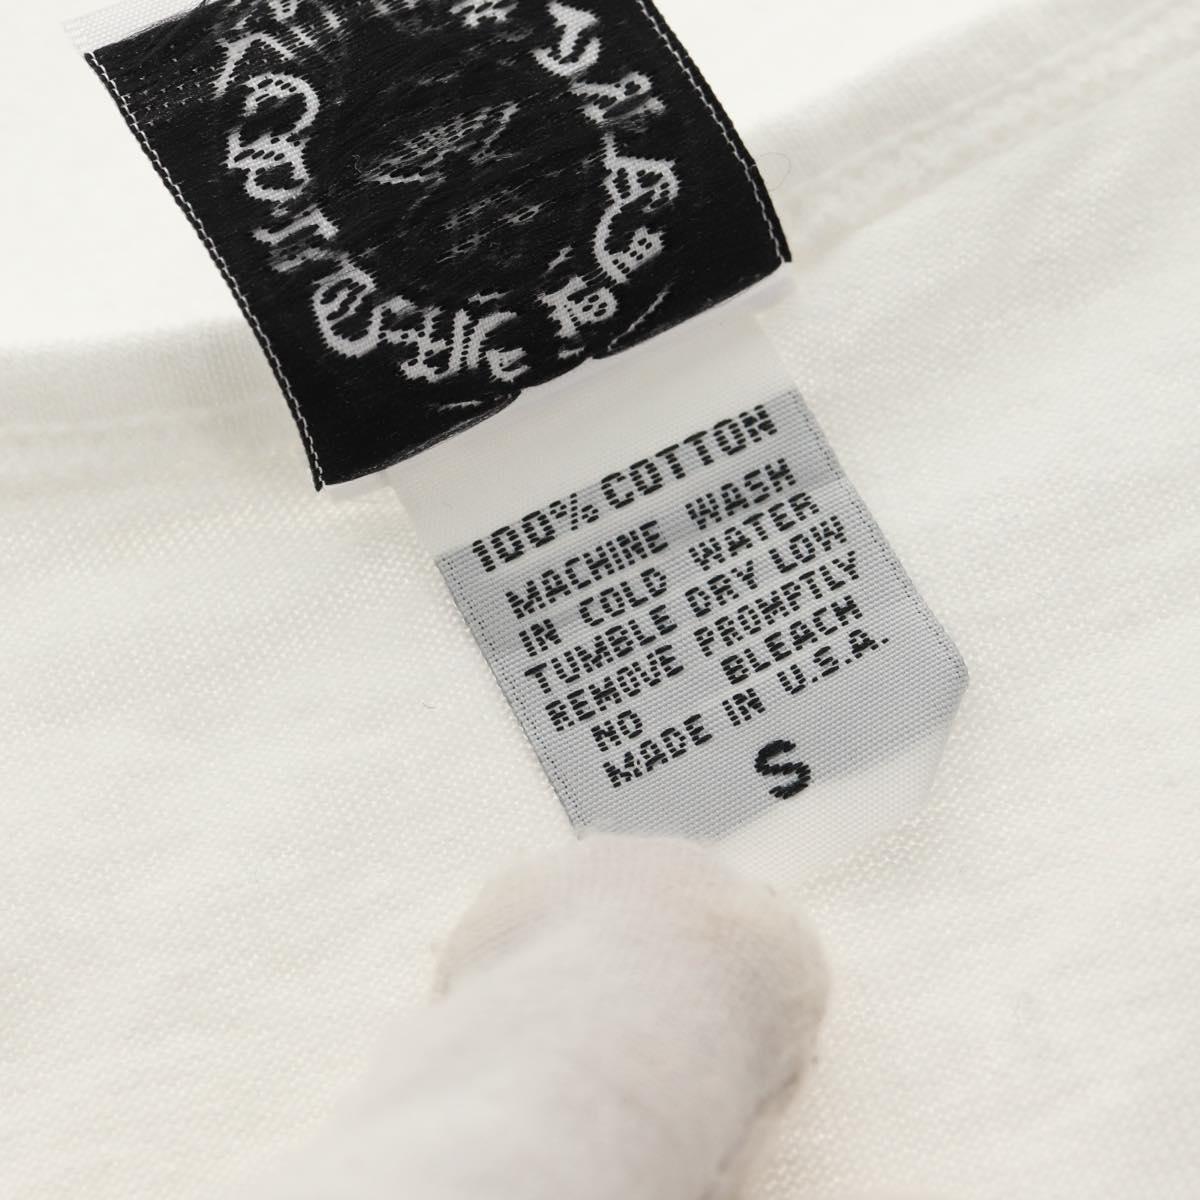 100% COTTON
MACHINE WASH
IN COLD WATER
TUMBLE DRY LOW
REMOVE PROMPTLY
NO BLEACH
MADE IN U.S.A.
S